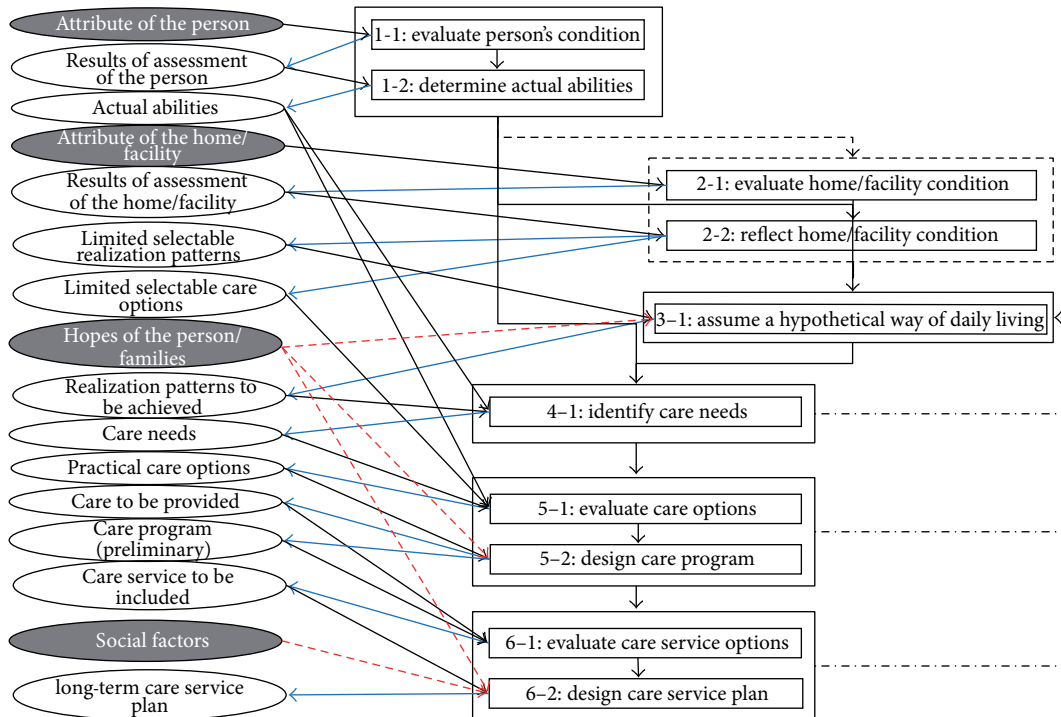 Attribute of the person
Results of assessment
of the person
Actual abilities
Attribute of the home/
facility
Results of assessment
of the home/facility
Limited selectable
realization patterns
Limited selectable care
options
Hopes of the person/
families
Realization patterns to
be achieved
Care needs
Practical care options
Care to be provided
Care program
(preliminary)
Care service to be
included
Social factors
long-term care service
plan
1-1: evaluate person's condition
1-2: determine actual abilities
2-1: evaluate home/facility condition
2-2: reflect home/facility condition
3–1: assume a hypothetical way of daily living
4–1: identify care needs
5–1: evaluate care options
5–2: design care program
6–1: evaluate care service options
6–2: design care service plan